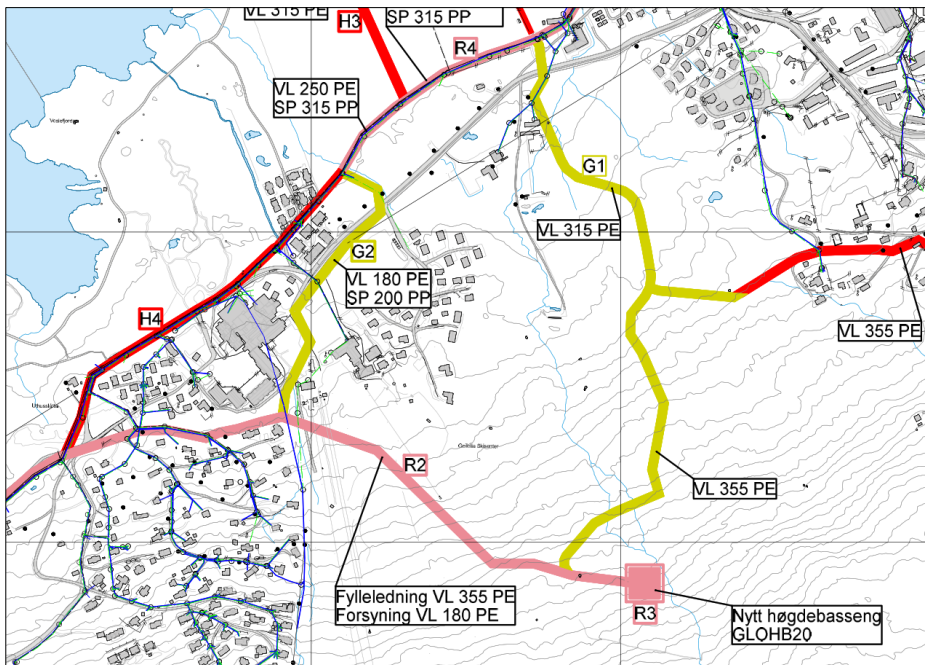 VL 315 PE
H3
SP 315 PP
R4
VL 250 PE
SP 315 PP
G1
VL 315 PE
G2
VL 180 PE
SP 200 PP
H4
VL 355 PE
R2
VL 355 PE
Fylleledning VL 355 PE
Forsyning VL 180 PE
R3
Nytt høgdebasseng
GLOHB20